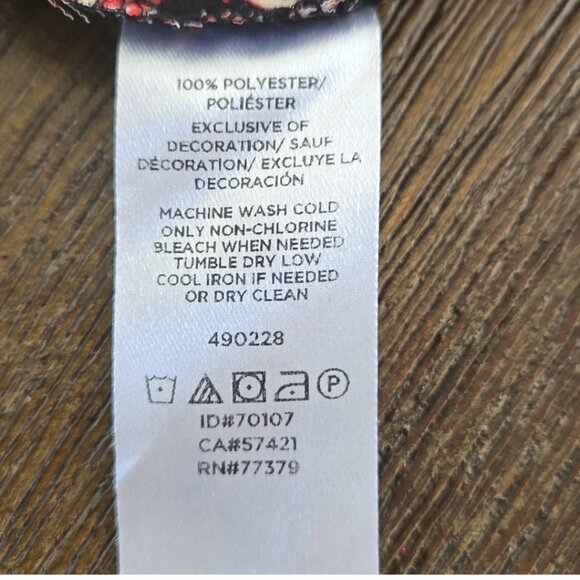 100% POLYESTER/
POLIÉSTER
EXCLUSIVE OF
DECORATION/ SAUF
DÉCORATION/ EXCLUYE LA
DECORACIÓN
MACHINE WASH COLD
ONLY NON-CHLORINE
BLEACH WHEN NEEDED
TUMBLE DRY LOW
COOL IRON IF NEEDED
OR DRY CLEAN
490228
P
ID#70107
CA#57421
RN#77379